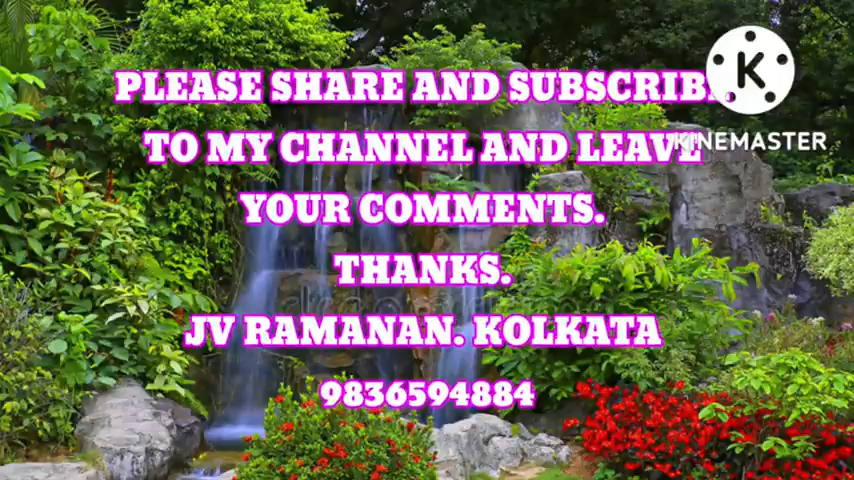 PLEASE SHARE AND SUBSCRIBE
TO MY CHANNEL AND LEAVE
YOUR COMMENTS.
THANKS.
JV RAMANAN. KOLKATA
9836594884
K
KINEMASTER